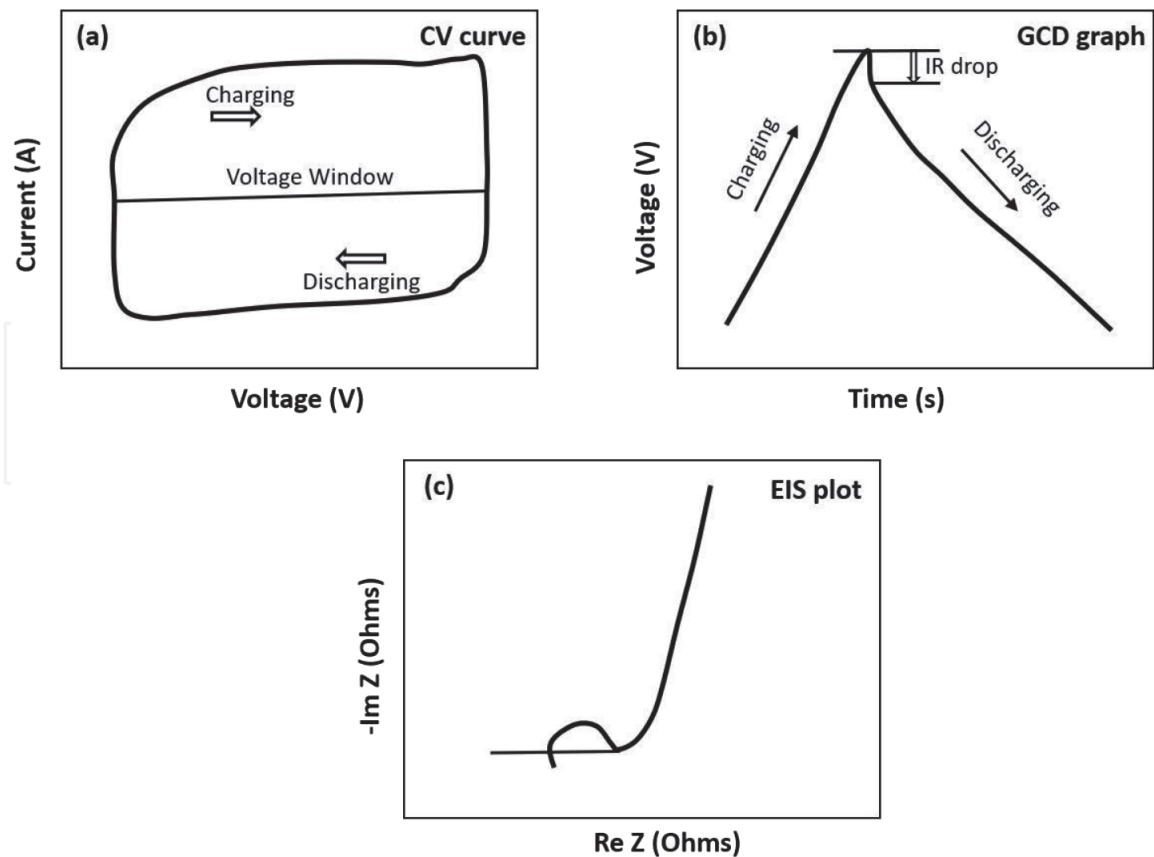 (a)
CV curve
Charging
Voltage Window
Discharging
Current (A)
Voltage (V)
(b)
GCD graph
IR drop
Charging
Discharging
Voltage (V)
Time (s)
(c)
EIS plot
-Im Z (Ohms)
Re Z (Ohms)